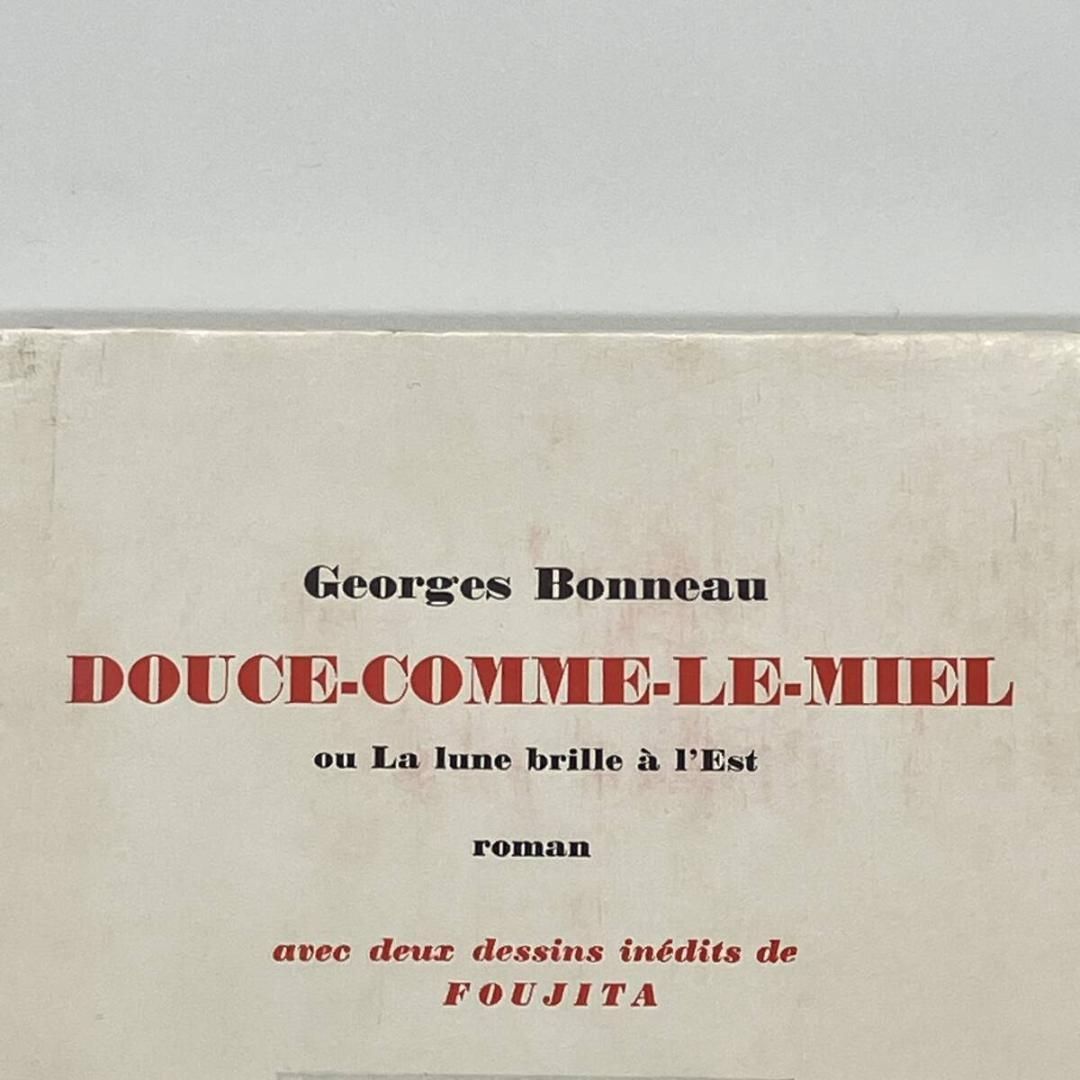 Georges Bonneau
DOUCE-COMME-LE-MIEL
ou La lune brille à l'Est
roman
avec deux dessins inédits de
FOUJITA